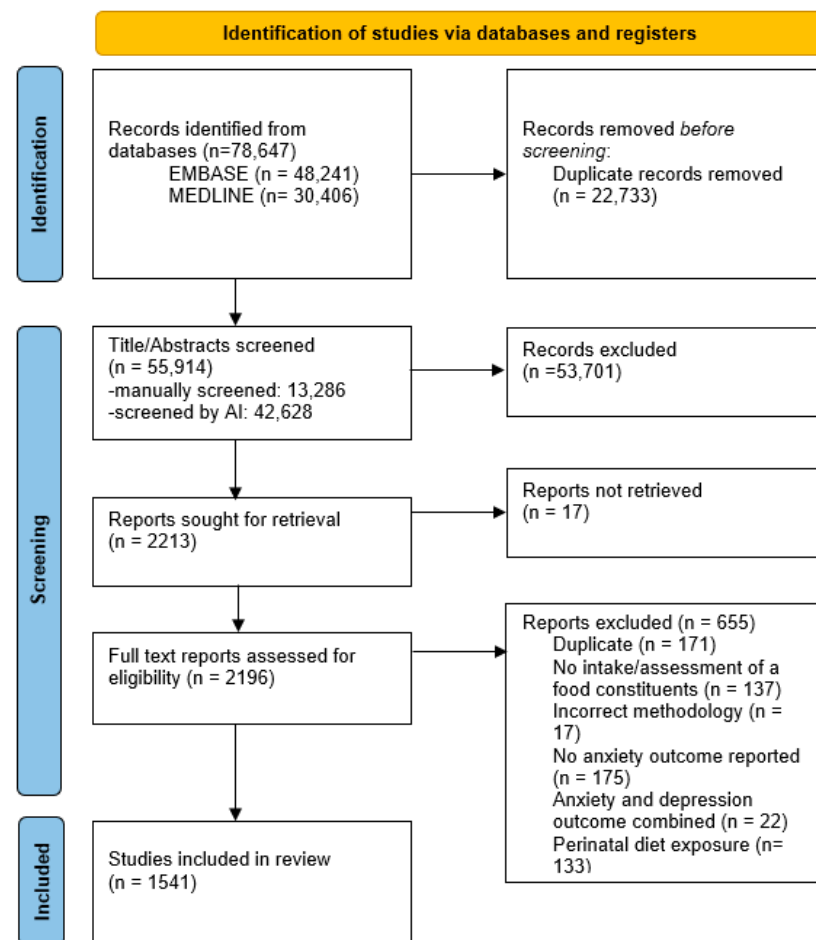 Identification of studies via databases and registers
Identification
Records identified from
databases (n=78,647)
EMBASE (n = 48,241)
MEDLINE (n= 30,406)
Records removed before
screening:
Duplicate records removed
(n = 22,733)
Screening
Title/Abstracts screened
(n = 55,914)
-manually screened: 13,286
-screened by AI: 42,628
Records excluded
(n =53,701)
Reports sought for retrieval
(n = 2213)
Reports not retrieved
(n = 17)
Full text reports assessed for
eligibility (n = 2196)
Reports excluded (n = 655)
Duplicate (n = 171)
No intake/assessment of a
food constituents (n = 137)
Incorrect methodology (n =
17)
No anxiety outcome reported
(n = 175)
Anxiety and depression
outcome combined (n = 22)
Perinatal diet exposure (n=
133)
Included
Studies included in review
(n = 1541)